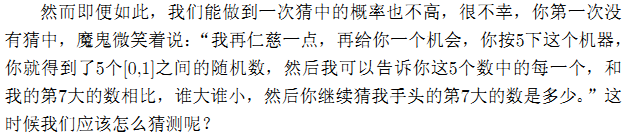 然而即便如此，我们能做到一次猜中的概率也不高，很不幸，你第一次没
有猜中，魔鬼微笑着说：“我再仁慈一点，再给你一个机会，你按5下这个机器，
你就得到了5个[0,1]之间的随机数，然后我可以告诉你这5个数中的每一个，和
我的第7大的数相比，谁大谁小，然后你继续猜我手头的第7大的数是多少。”这
时候我们应该怎么猜测呢？